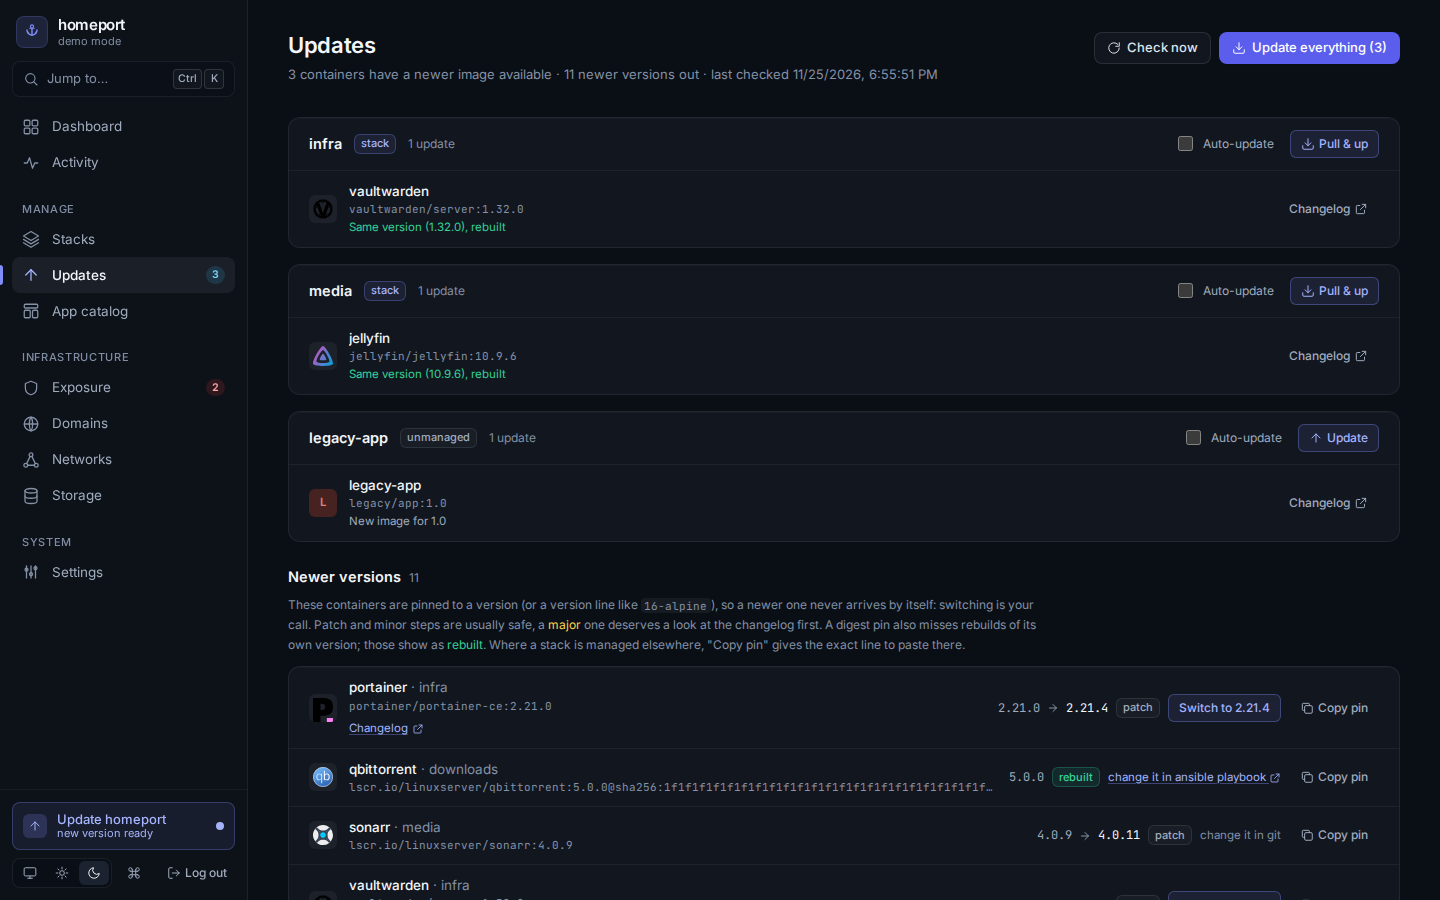 homeport
demo mode
Jump to... Ctrl K
Dashboard
Activity
MANAGE
Stacks
Updates 3
App catalog
INFRASTRUCTURE
Exposure 2
Domains
Networks
Storage
SYSTEM
Settings
Update homeport
new version ready
Log out
Updates
3 containers have a newer image available · 11 newer versions out · last checked 11/25/2026, 6:55:51 PM
Check now
Update everything (3)
infra stack 1 update Auto-update Pull & up
vaultwarden
vaultwarden/server:1.32.0
Same version (1.32.0), rebuilt
Changelog
media stack 1 update Auto-update Pull & up
jellyfin
jellyfin/jellyfin:10.9.6
Same version (10.9.6), rebuilt
Changelog
legacy-app unmanaged 1 update Auto-update Update
L
legacy-app
legacy/app:1.0
New image for 1.0
Changelog
Newer versions 11
These containers are pinned to a version (or a version line like 16-alpine ), so a newer one never arrives by itself: switching is your
call. Patch and minor steps are usually safe, a major one deserves a look at the changelog first. A digest pin also misses rebuilds of its
own version; those show as rebuilt. Where a stack is managed elsewhere, "Copy pin" gives the exact line to paste there.
portainer · infra
portainer/portainer-ce:2.21.0
Changelog
2.21.0 → 2.21.4 patch Switch to 2.21.4 Copy pin
qb
qbittorrent · downloads
lscr.io/linuxserver/qbittorrent:5.0.0@sha256:1f1f1f1f1f1f1f1f1f1f1f1f1f1f1f1f1f1f1f1f1f1f1f…
5.0.0 rebuilt change it in ansible playbook Copy pin
sonarr · media
lscr.io/linuxserver/sonarr:4.0.9
4.0.9 → 4.0.11 patch change it in git Copy pin
vaultwarden · infra